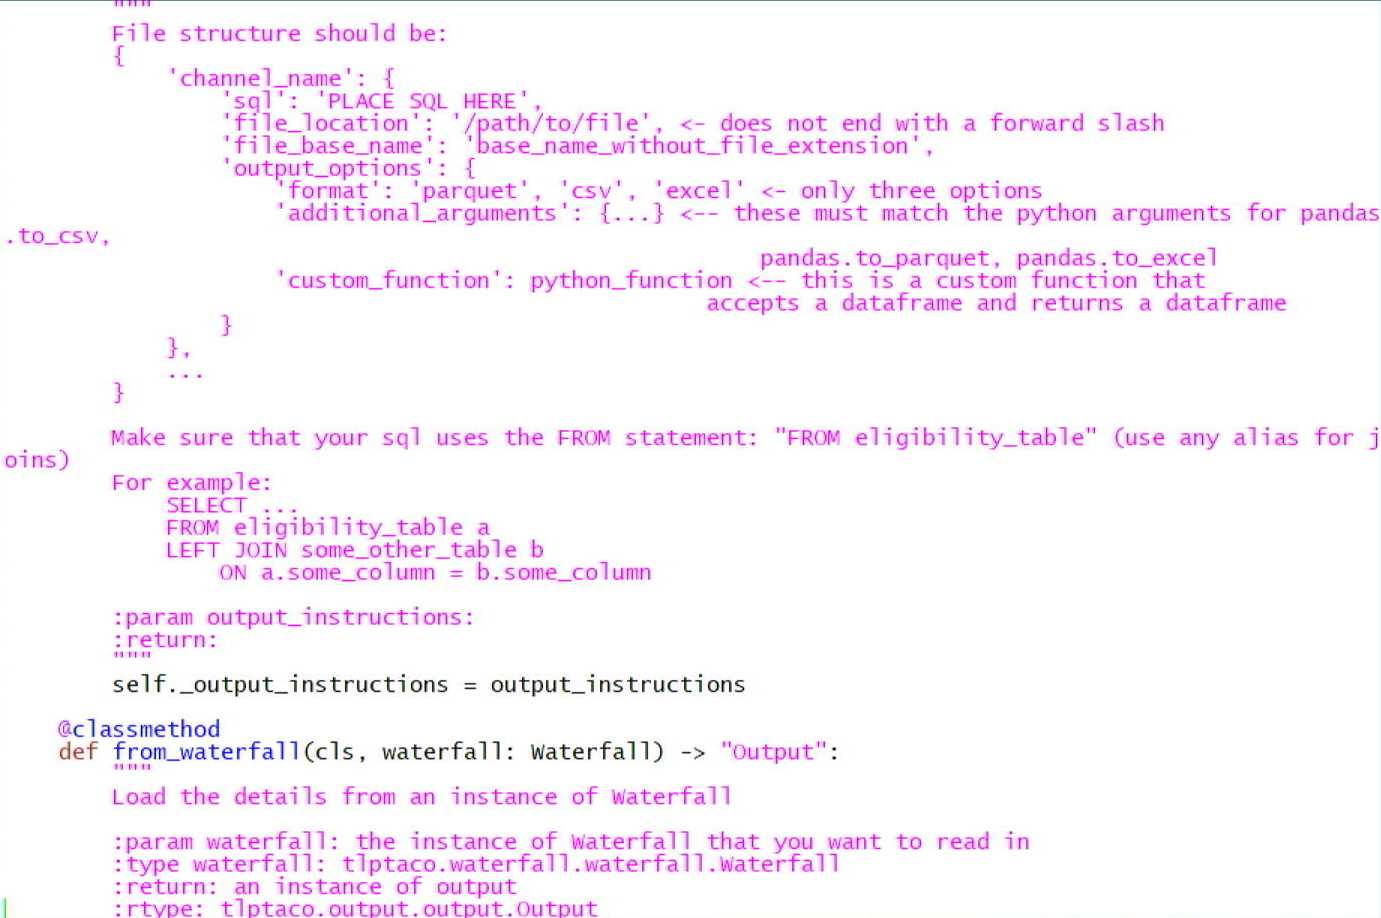 """
File structure should be:
{
'channel_name': {
'sql': 'PLACE SQL HERE',
'file_location': '/path/to/file', <- does not end with a forward slash
'file_base_name': 'base_name_without_file_extension',
'output_options': {
'format': 'parquet', 'csv', 'excel' <- only three options
'additional_arguments': {...} <-- these must match the python arguments for pandas
.to_csv,
pandas.to_parquet, pandas.to_excel
'custom_function': python_function <-- this is a custom function that
accepts a dataframe and returns a dataframe
}
},
...
}
Make sure that your sql uses the FROM statement: "FROM eligibility_table" (use any alias for j
oins)
For example:
SELECT ...
FROM eligibility_table a
LEFT JOIN some_other_table b
ON a.some_column = b.some_column
:param output_instructions:
:return:
"""
self._output_instructions = output_instructions
@classmethod
def from_waterfall(cls, waterfall: Waterfall) -> "Output":
"""
Load the details from an instance of Waterfall
:param waterfall: the instance of Waterfall that you want to read in
:type waterfall: tlptaco.waterfall.waterfall.Waterfall
:return: an instance of output
:rtype: tlptaco.output.output.Output